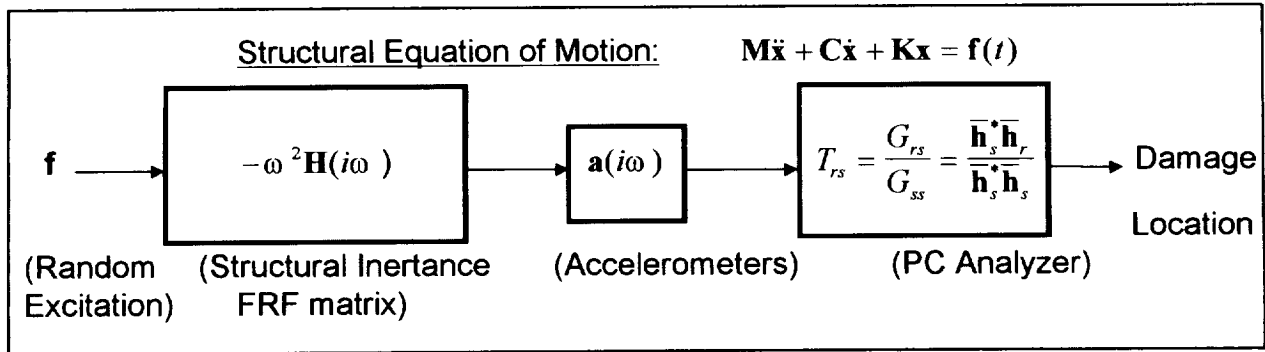 Structural Equation of Motion: Mẍ + Cẋ + Kx = f(t)
f
−ω²H(iω )
a(iω )
T_rs = G_rs / G_ss = h̄*_s h̄_r / h̄*_s h̄_s
Damage
Location
(Random
Excitation)
(Structural Inertance
FRF matrix)
(Accelerometers)
(PC Analyzer)